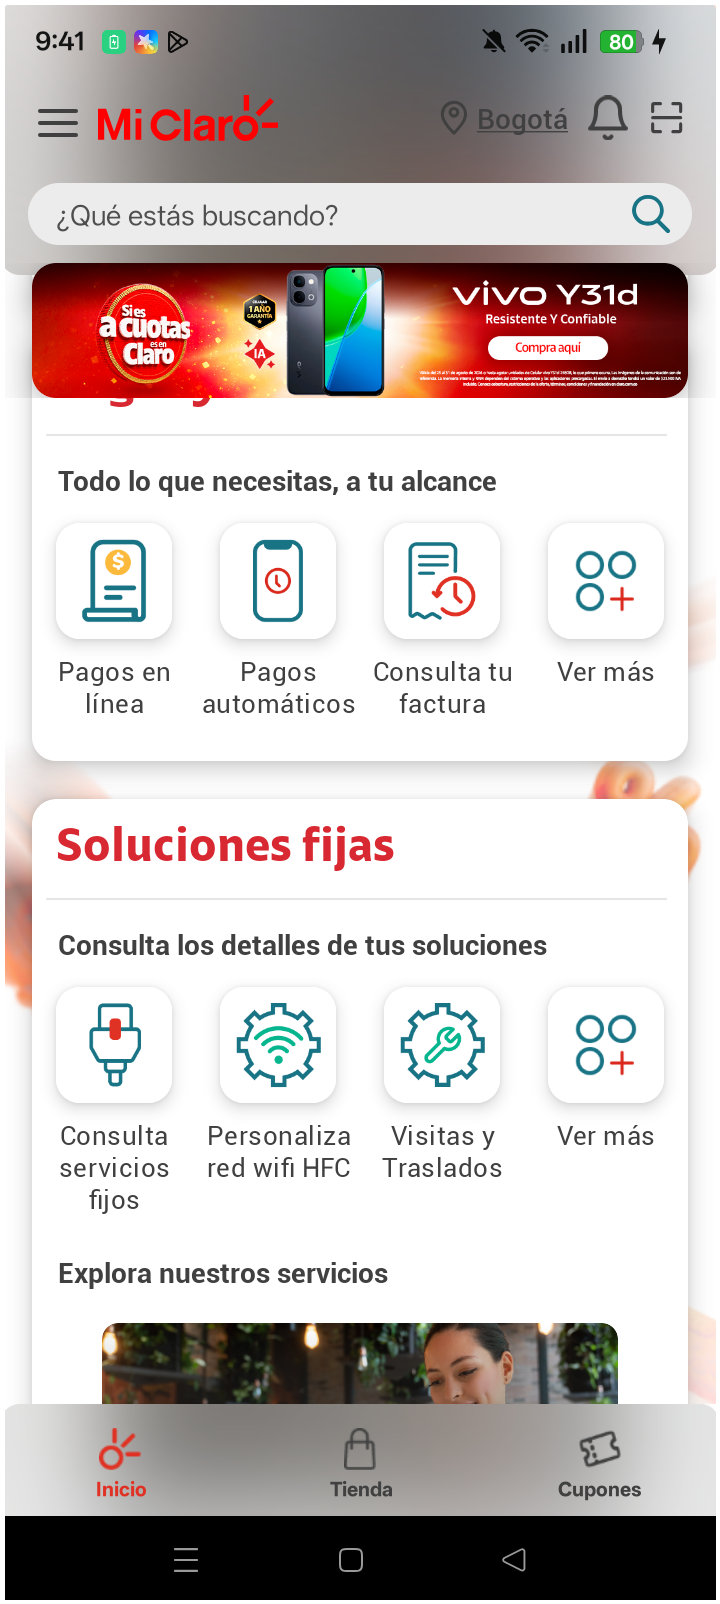 9:41
80
Mi Claro
Bogotá
¿Qué estás buscando?
Si es
a cuotas
es en
Claro
1 AÑO
GARANTÍA
IA
vivo Y31d
Resistente Y Confiable
Compra aquí
Todo lo que necesitas, a tu alcance
Pagos en
línea
Pagos
automáticos
Consulta tu
factura
Ver más
Soluciones fijas
Consulta los detalles de tus soluciones
Consulta
servicios
fijos
Personaliza
red wifi HFC
Visitas y
Traslados
Ver más
Explora nuestros servicios
Inicio
Tienda
Cupones